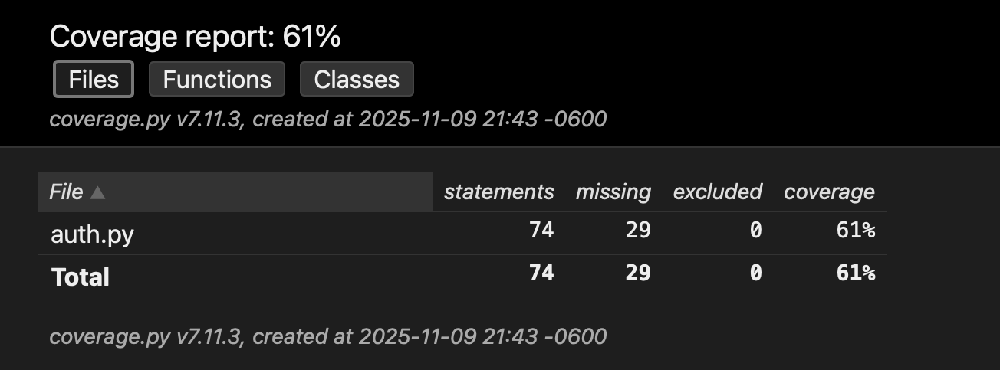 Coverage report: 61%
Files Functions Classes
coverage.py v7.11.3, created at 2025-11-09 21:43 -0600
File ▲ statements missing excluded coverage
auth.py 74 29 0 61%
Total 74 29 0 61%
coverage.py v7.11.3, created at 2025-11-09 21:43 -0600